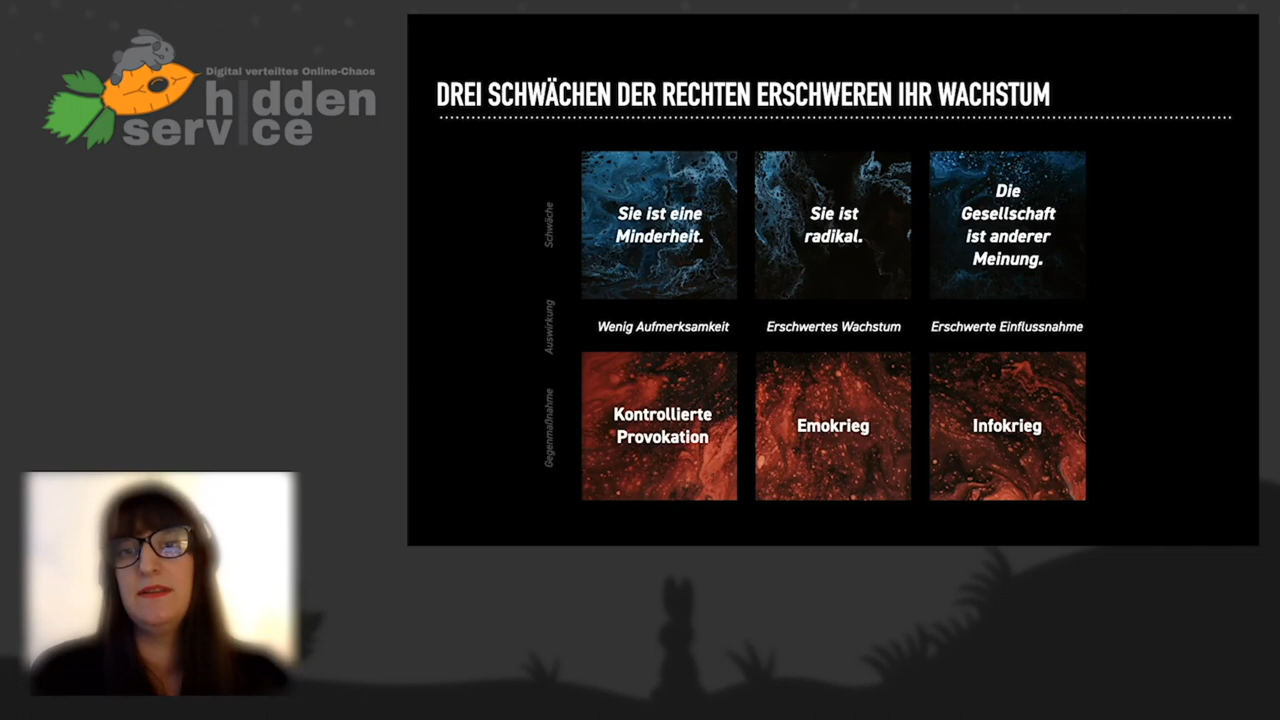 Digital verteiltes Online-Chaos
hidden
service
DREI SCHWÄCHEN DER RECHTEN ERSCHWEREN IHR WACHSTUM
Schwäche
Sie ist eine
Minderheit.
Sie ist
radikal.
Die
Gesellschaft
ist anderer
Meinung.
Auswirkung
Wenig Aufmerksamkeit
Erschwertes Wachstum
Erschwerte Einflussnahme
Gegenmaßnahme
Kontrollierte
Provokation
Emokrieg
Infokrieg